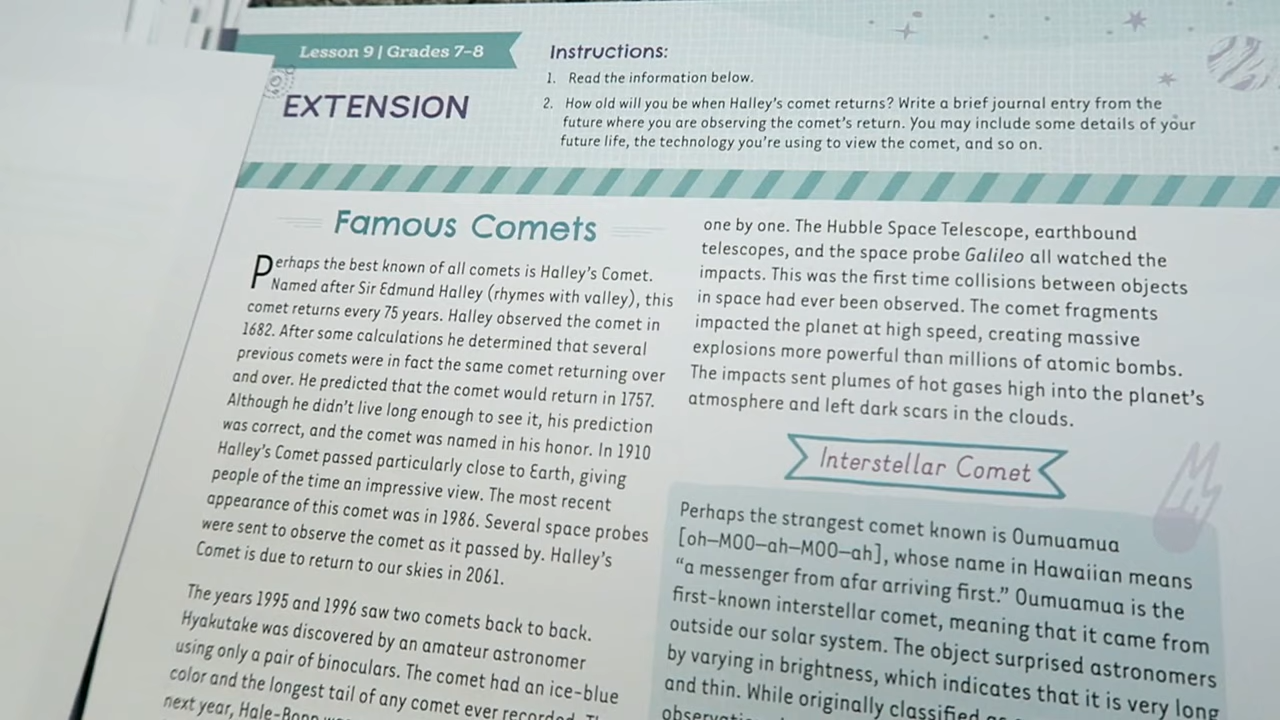 Lesson 9 | Grades 7–8
EXTENSION
Instructions:
1. Read the information below.
2. How old will you be when Halley's comet returns? Write a brief journal entry from the
future where you are observing the comet's return. You may include some details of your
future life, the technology you're using to view the comet, and so on.
Famous Comets
Perhaps the best known of all comets is Halley's Comet.
Named after Sir Edmund Halley (rhymes with valley), this
comet returns every 75 years. Halley observed the comet in
1682. After some calculations he determined that several
previous comets were in fact the same comet returning over
and over. He predicted that the comet would return in 1757.
Although he didn't live long enough to see it, his prediction
was correct, and the comet was named in his honor. In 1910
Halley's Comet passed particularly close to Earth, giving
people of the time an impressive view. The most recent
appearance of this comet was in 1986. Several space probes
were sent to observe the comet as it passed by. Halley's
Comet is due to return to our skies in 2061.
The years 1995 and 1996 saw two comets back to back.
Hyakutake was discovered by an amateur astronomer
using only a pair of binoculars. The comet had an ice-blue
color and the longest tail of any comet ever recorded.
next year, Hale-Bopp
one by one. The Hubble Space Telescope, earthbound
telescopes, and the space probe Galileo all watched the
impacts. This was the first time collisions between objects
in space had ever been observed. The comet fragments
impacted the planet at high speed, creating massive
explosions more powerful than millions of atomic bombs.
The impacts sent plumes of hot gases high into the planet's
atmosphere and left dark scars in the clouds.
Interstellar Comet
Perhaps the strangest comet known is Oumuamua
[oh–MOO–ah–MOO–ah], whose name in Hawaiian means
"a messenger from afar arriving first." Oumuamua is the
first-known interstellar comet, meaning that it came from
outside our solar system. The object surprised astronomers
by varying in brightness, which indicates that it is very long
and thin. While originally classified